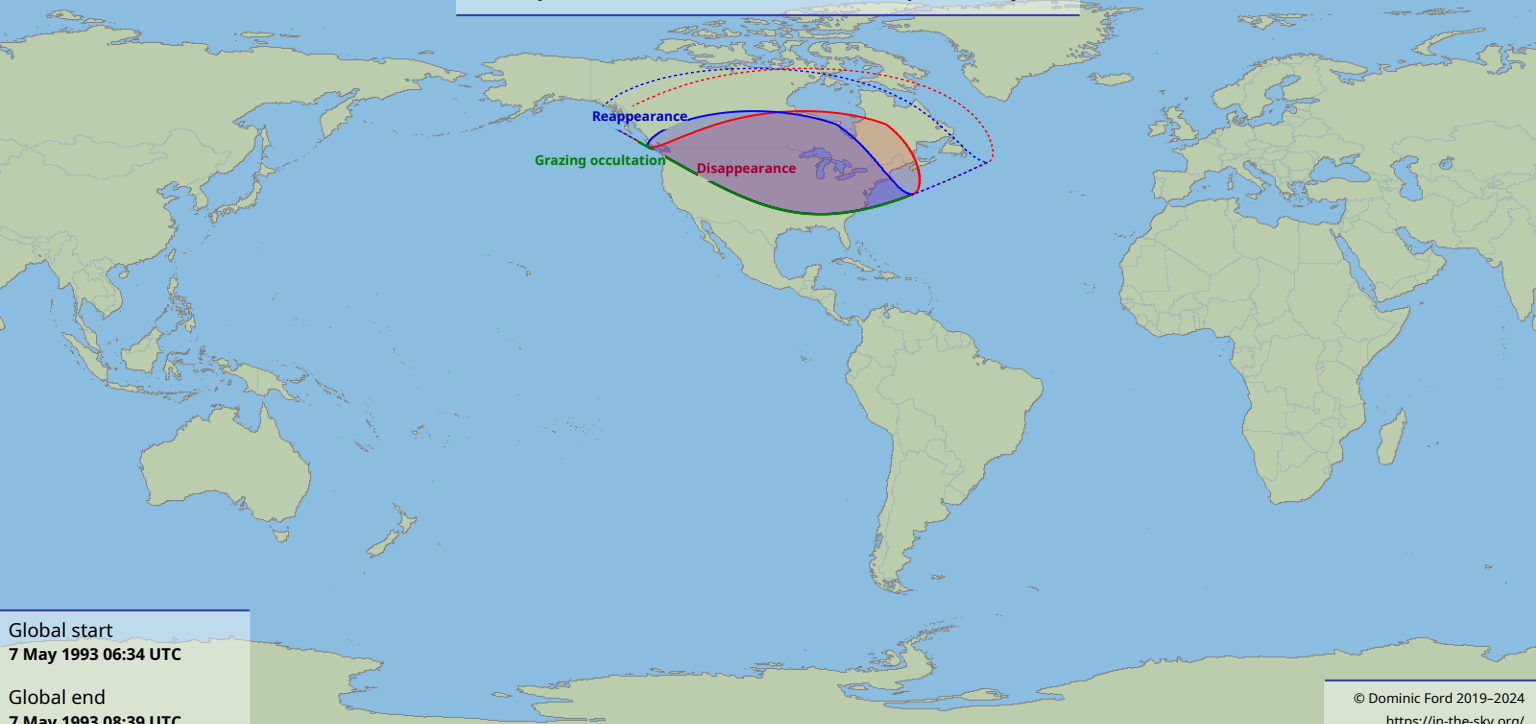 Reappearance
Grazing occultation
Disappearance
Global start
7 May 1993 06:34 UTC
Global end
7 May 1993 08:39 UTC
© Dominic Ford 2019–2024
https://in-the-sky.org/